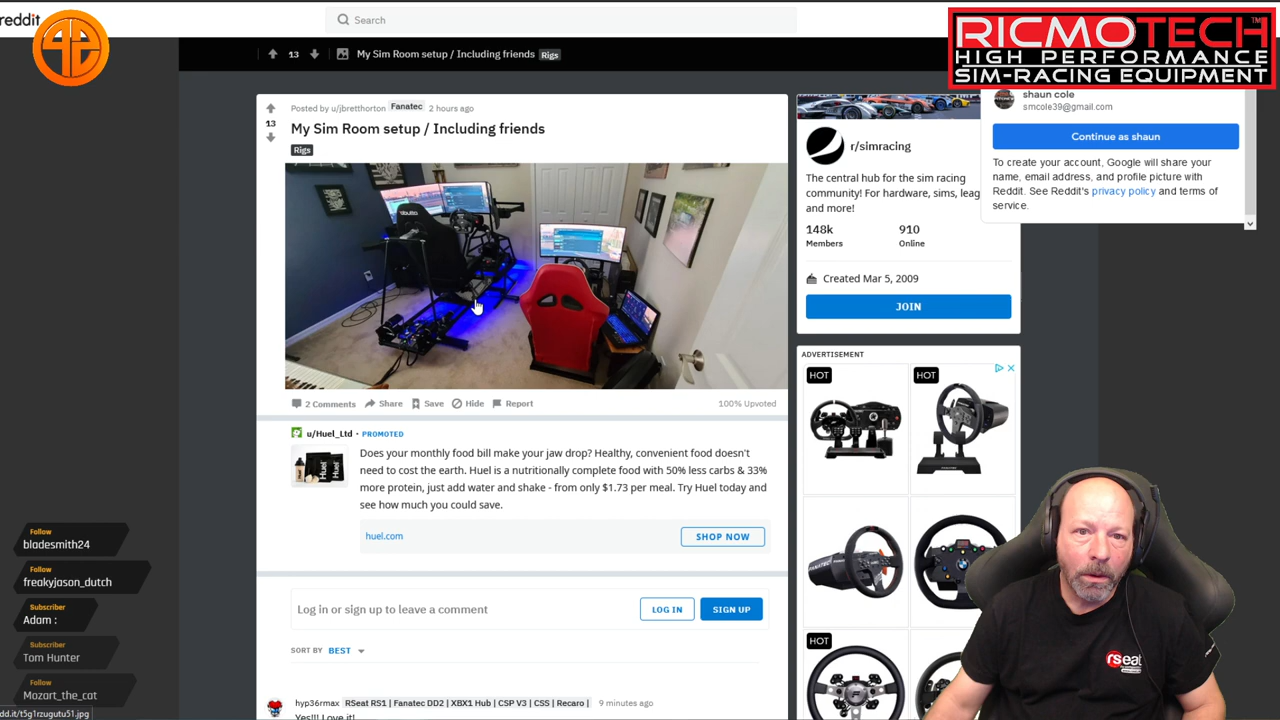 reddit
Search
RICMOTECH™
HIGH PERFORMANCE
SIM-RACING EQUIPMENT
13 My Sim Room setup / Including friends Rigs
shaun cole
smcole39@gmail.com
Continue as shaun
To create your account, Google will share your
name, email address, and profile picture with
Reddit. See Reddit's privacy policy and terms of
service.
Posted by u/jbretthorton Fanatec 2 hours ago
13
My Sim Room setup / Including friends
Rigs
2 Comments Share Save Hide Report 100% Upvoted
r/simracing
The central hub for the sim racing
community! For hardware, sims, leag
and more!
148k 910
Members Online
Created Mar 5, 2009
JOIN
ADVERTISEMENT
HOT HOT
HOT
u/Huel_Ltd • PROMOTED
Does your monthly food bill make your jaw drop? Healthy, convenient food doesn't
need to cost the earth. Huel is a nutritionally complete food with 50% less carbs & 33%
more protein, just add water and shake - from only $1.73 per meal. Try Huel today and
see how much you could save.
huel.com SHOP NOW
Log in or sign up to leave a comment LOG IN SIGN UP
SORT BY BEST
hyp36rmax RSeat RS1 | Fanatec DD2 | XBX1 Hub | CSP V3 | CSS | Recaro | 9 minutes ago
Yes!!! Love it!
Follow
bladesmith24
Follow
freakyjason_dutch
Subscriber
Adam :
Subscriber
Tom Hunter
Follow
Mozart_the_cat
dd.it/t5g1rzugutu51.jpg
rseat